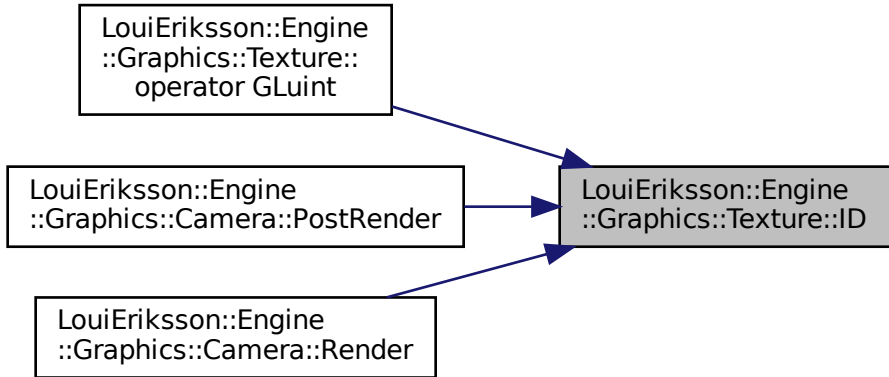 LouiEriksson::Engine
::Graphics::Texture::
operator GLuint
LouiEriksson::Engine
::Graphics::Camera::PostRender
LouiEriksson::Engine
::Graphics::Camera::Render
LouiEriksson::Engine
::Graphics::Texture::ID